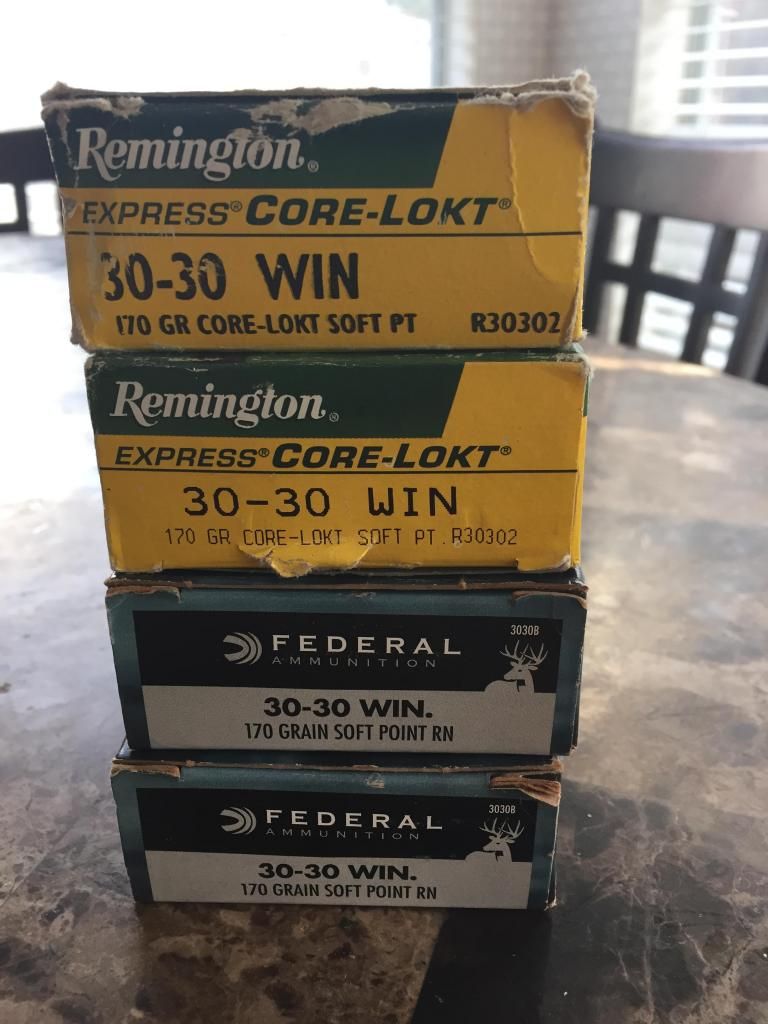 Remington®
EXPRESS® CORE-LOKT®
30-30 WIN
170 GR CORE-LOKT SOFT PT R30302
Remington®
EXPRESS® CORE-LOKT®
30-30 WIN
170 GR CORE-LOKT SOFT PT. R30302
3030B
FEDERAL
AMMUNITION
30-30 WIN.
170 GRAIN SOFT POINT RN
3030B
FEDERAL
AMMUNITION
30-30 WIN.
170 GRAIN SOFT POINT RN